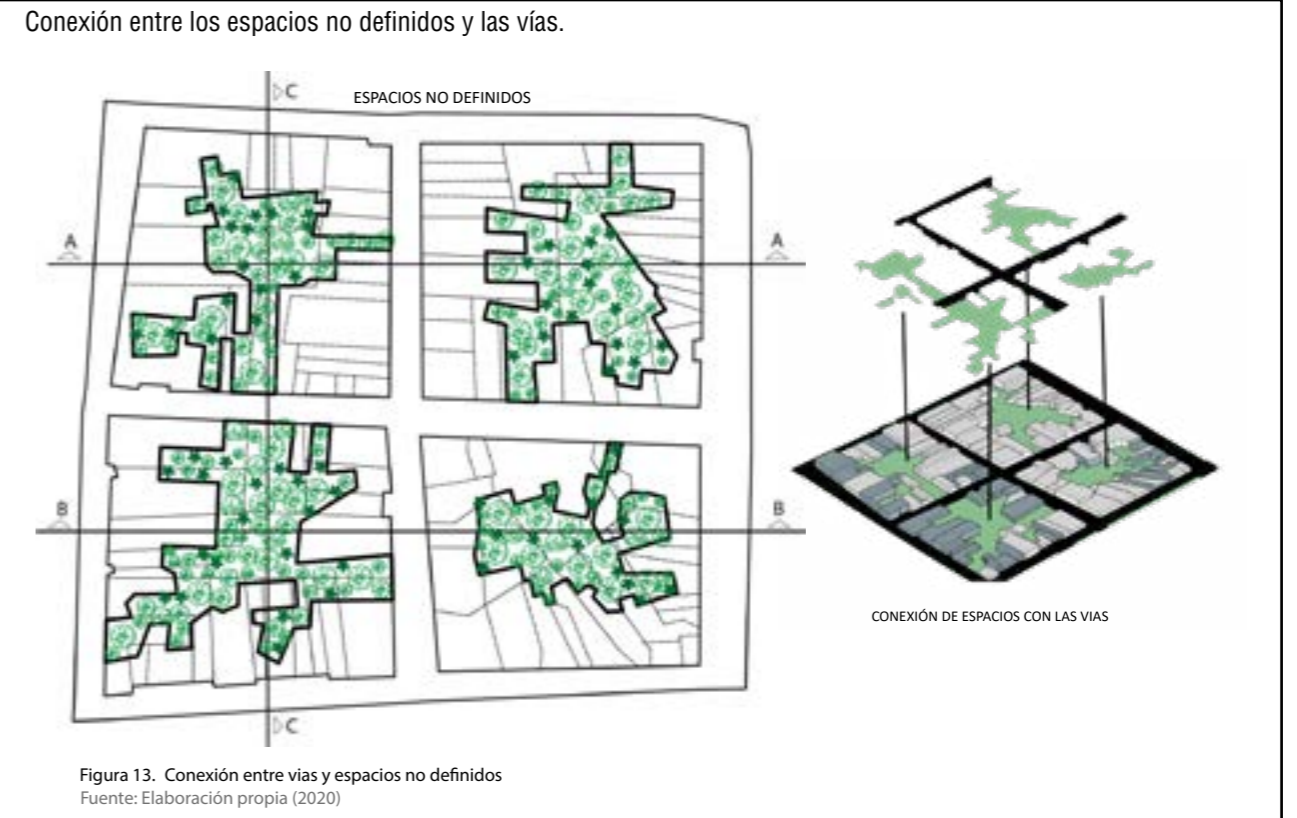 Conexión entre los espacios no definidos y las vías.
C
ESPACIOS NO DEFINIDOS
A
A
B
B
CONEXIÓN DE ESPACIOS CON LAS VIAS
C
Figura 13. Conexión entre vias y espacios no definidos
Fuente: Elaboración propia (2020)